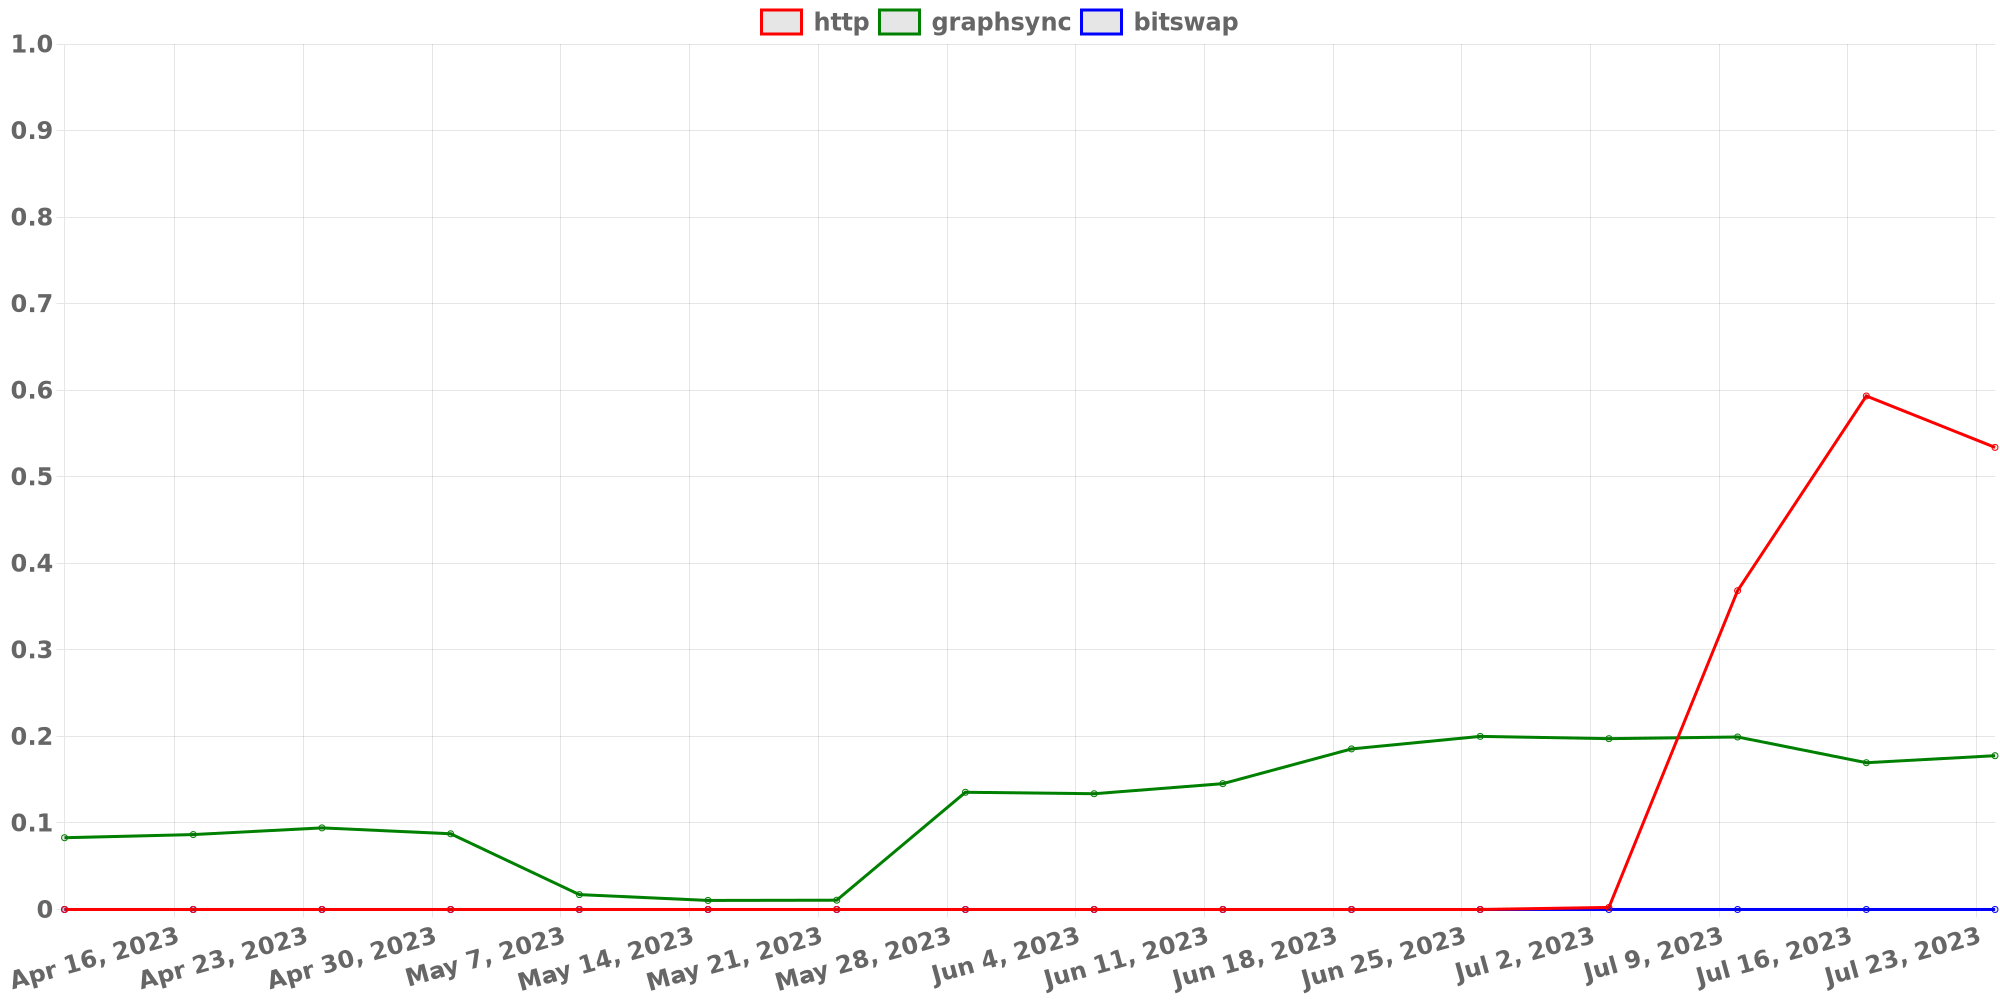 http graphsync bitswap
1.0
0.9
0.8
0.7
0.6
0.5
0.4
0.3
0.2
0.1
0
Apr 16, 2023
Apr 23, 2023
Apr 30, 2023
May 7, 2023
May 14, 2023
May 21, 2023
May 28, 2023
Jun 4, 2023
Jun 11, 2023
Jun 18, 2023
Jun 25, 2023
Jul 2, 2023
Jul 9, 2023
Jul 16, 2023
Jul 23, 2023